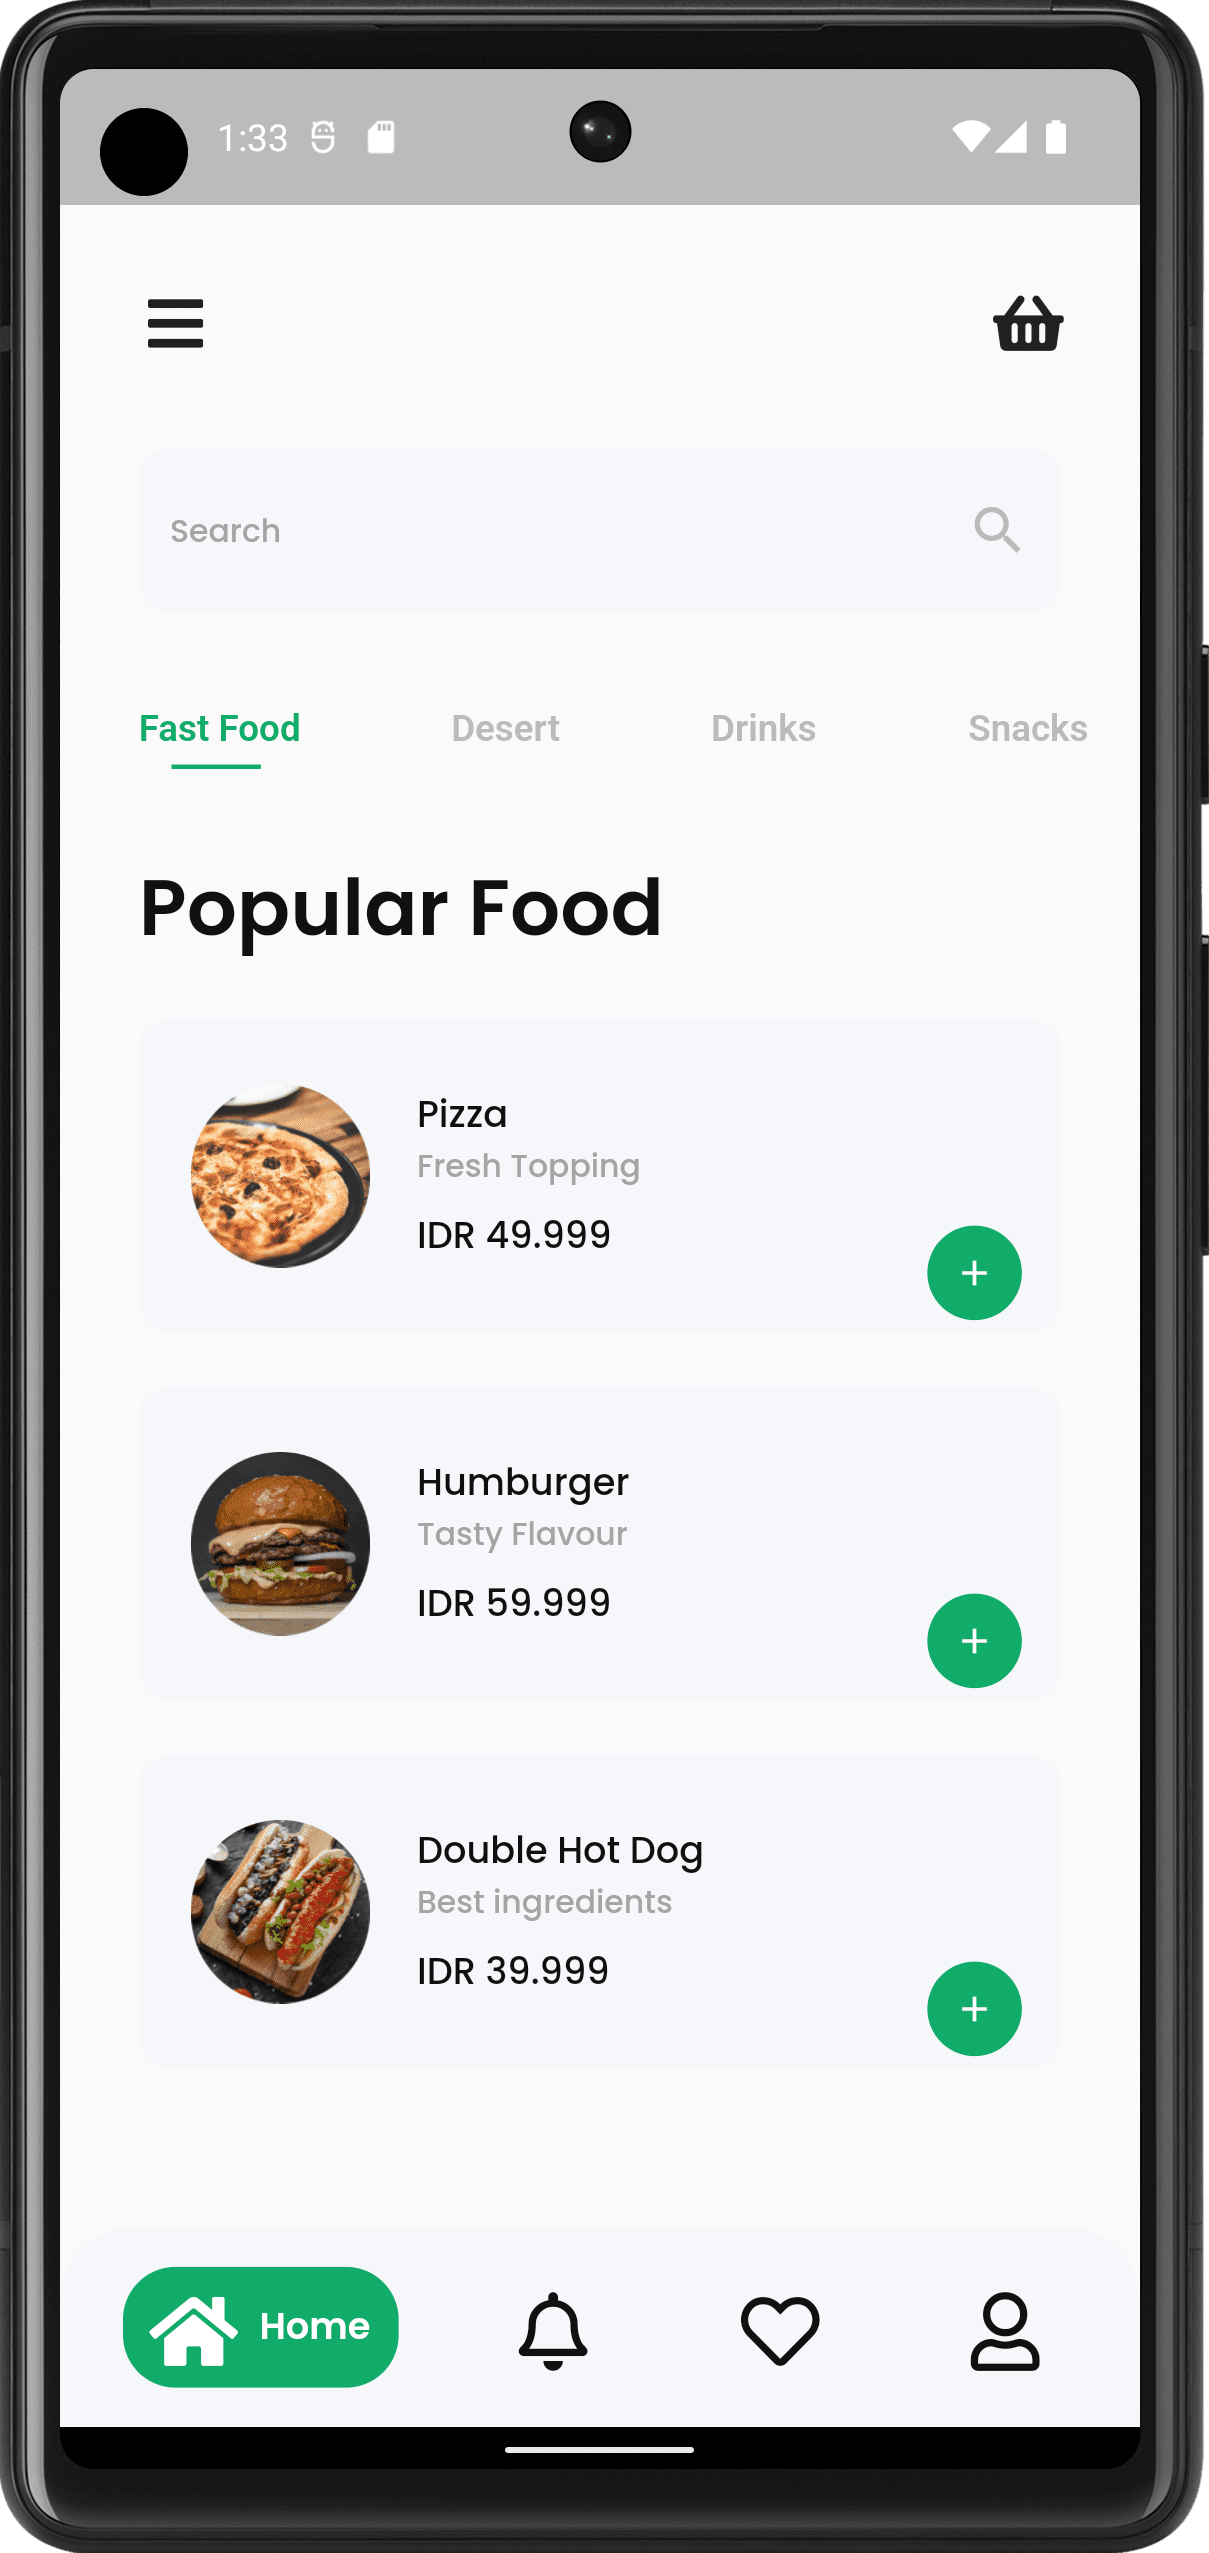 1:33
Search
Fast Food Desert Drinks Snacks
Popular Food
Pizza
Fresh Topping
IDR 49.999
+
Humburger
Tasty Flavour
IDR 59.999
+
Double Hot Dog
Best ingredients
IDR 39.999
+
Home